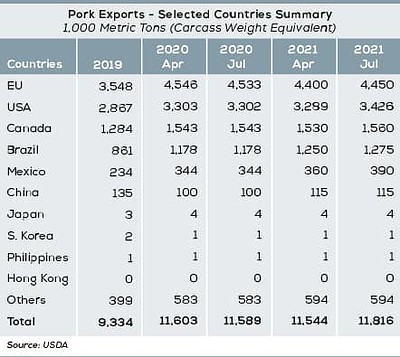 Pork Exports - Selected Countries Summary
1,000 Metric Tons (Carcass Weight Equivalent)
Countries 2019 2020 Apr 2020 Jul 2021 Apr 2021 Jul
EU 3,548 4,546 4,533 4,400 4,450
USA 2,867 3,303 3,302 3,289 3,426
Canada 1,284 1,543 1,543 1,530 1,560
Brazil 861 1,178 1,178 1,250 1,275
Mexico 234 344 344 360 390
China 135 100 100 115 115
Japan 3 4 4 4 4
S. Korea 2 1 1 1 1
Philippines 1 1 1 1 1
Hong Kong 0 0 0 0 0
Others 399 583 583 594 594
Total 9,334 11,603 11,589 11,544 11,816
Source: USDA